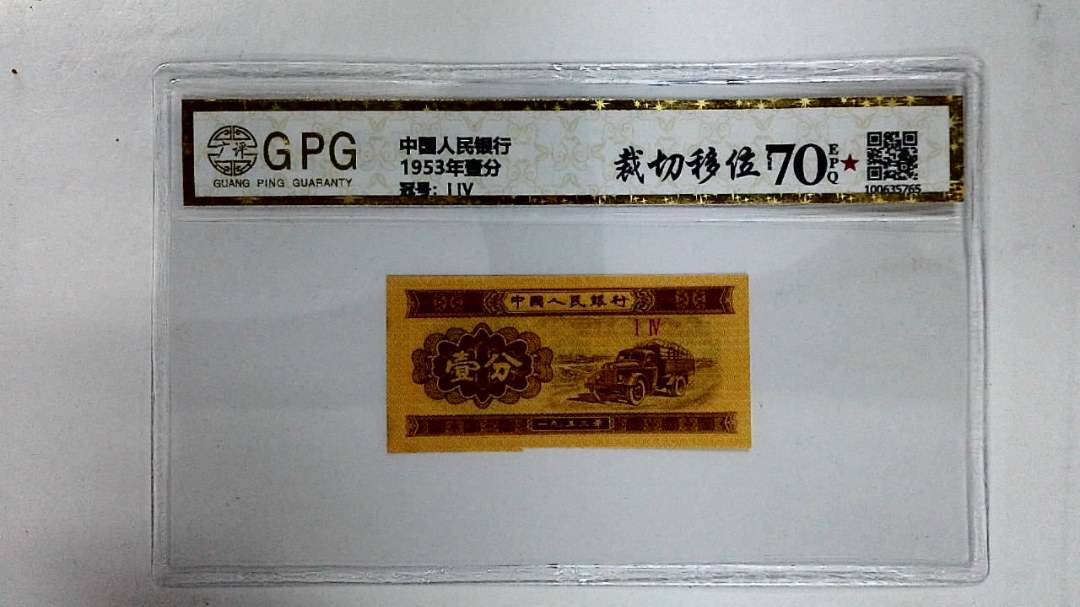 广评
GPG
GUANG PING GUARANTY
中国人民银行
1953年壹分
冠号: I IV
裁切移位 70 EPQ ★
100635765
中國人民銀行
I IV
壹分
一九五三年